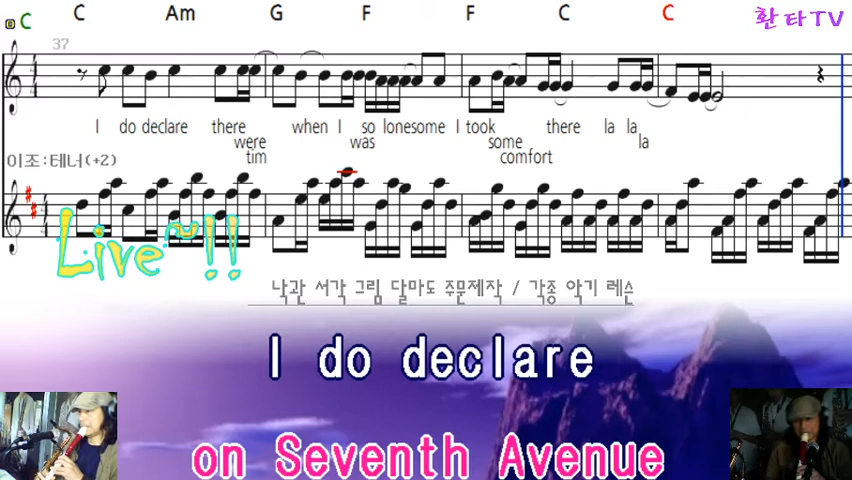 C C Am G F F C C 환타TV
37
I do declare there when I so lonesome I took there la la
were was some la
이조:테너(+2) tim comfort
Live~!!
낙관 서각 그림 달마도 주문제작 / 각종 악기 레슨
I do declare
on Seventh Avenue